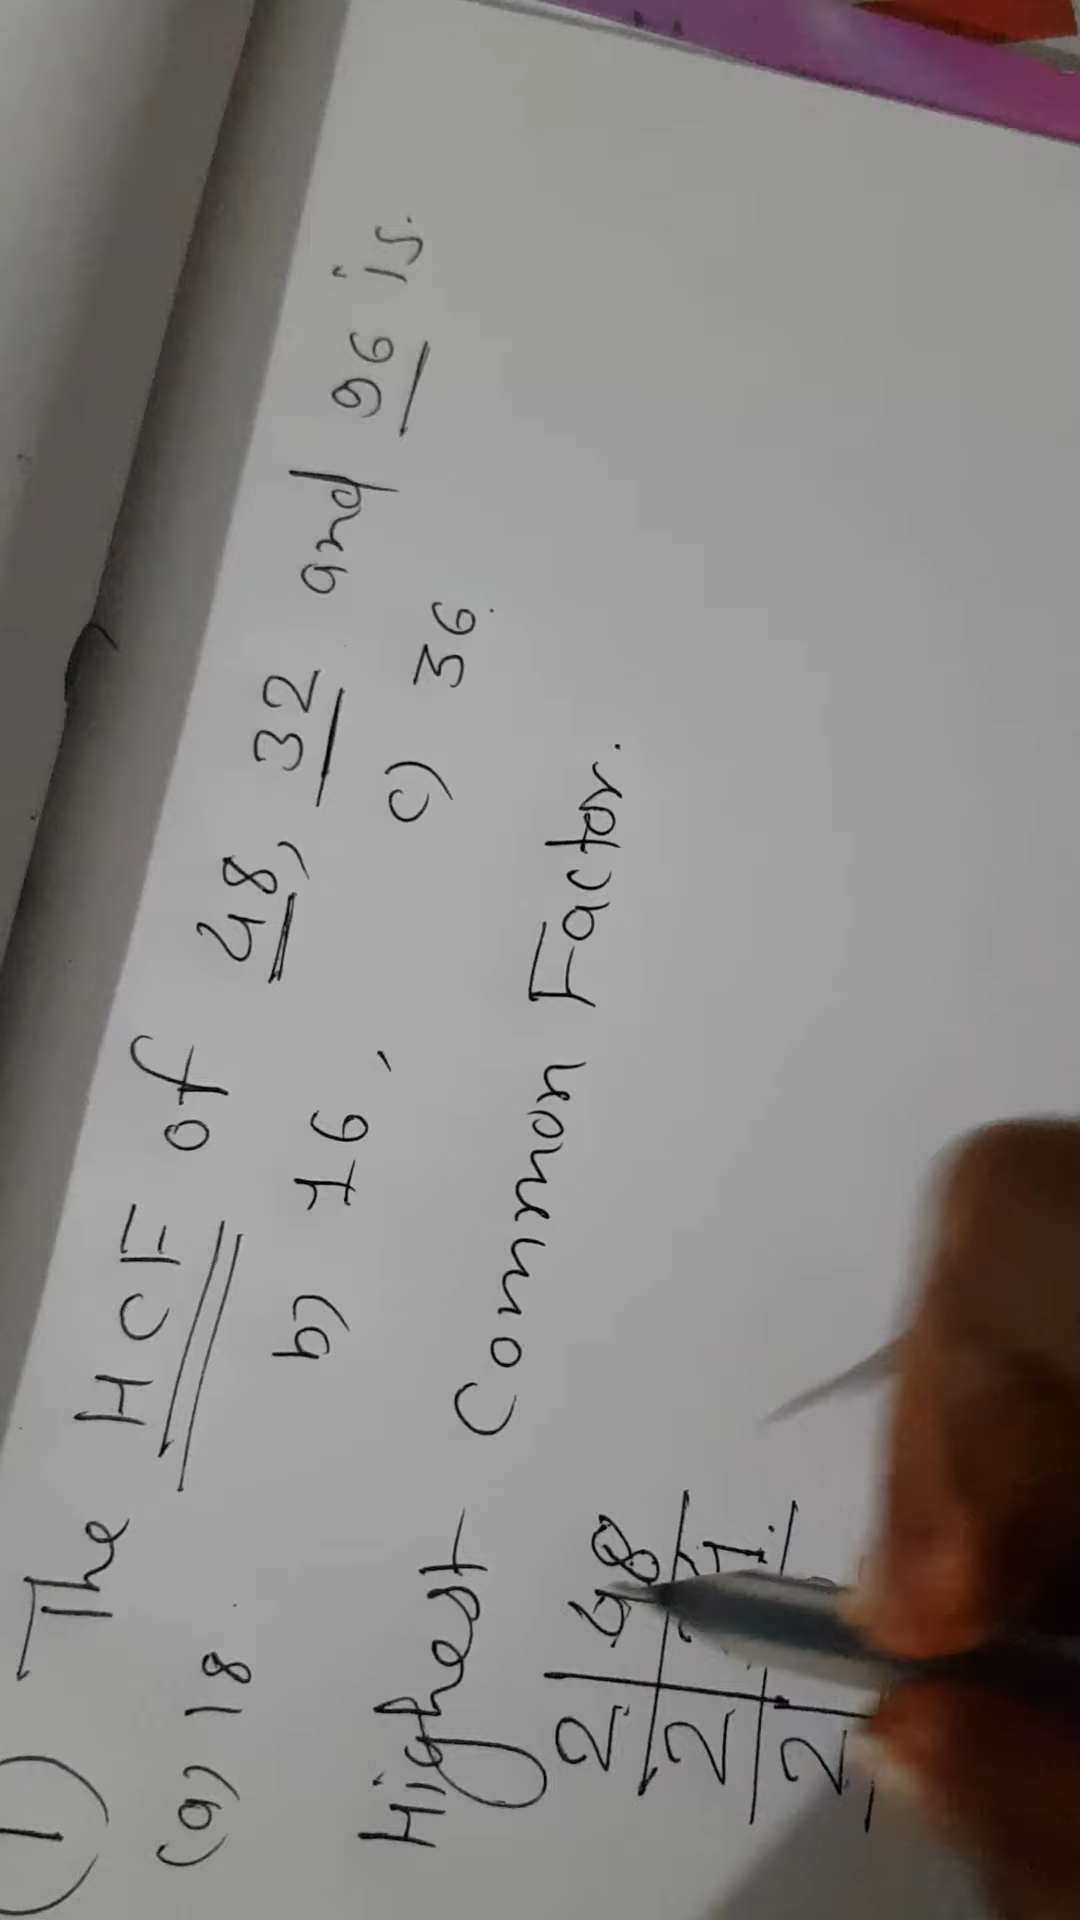 (1) The HCF of 48, 32 and 96 is.
(a) 18 b) 16, c) 36
Highest Common Factor.
2 48
2 2
2